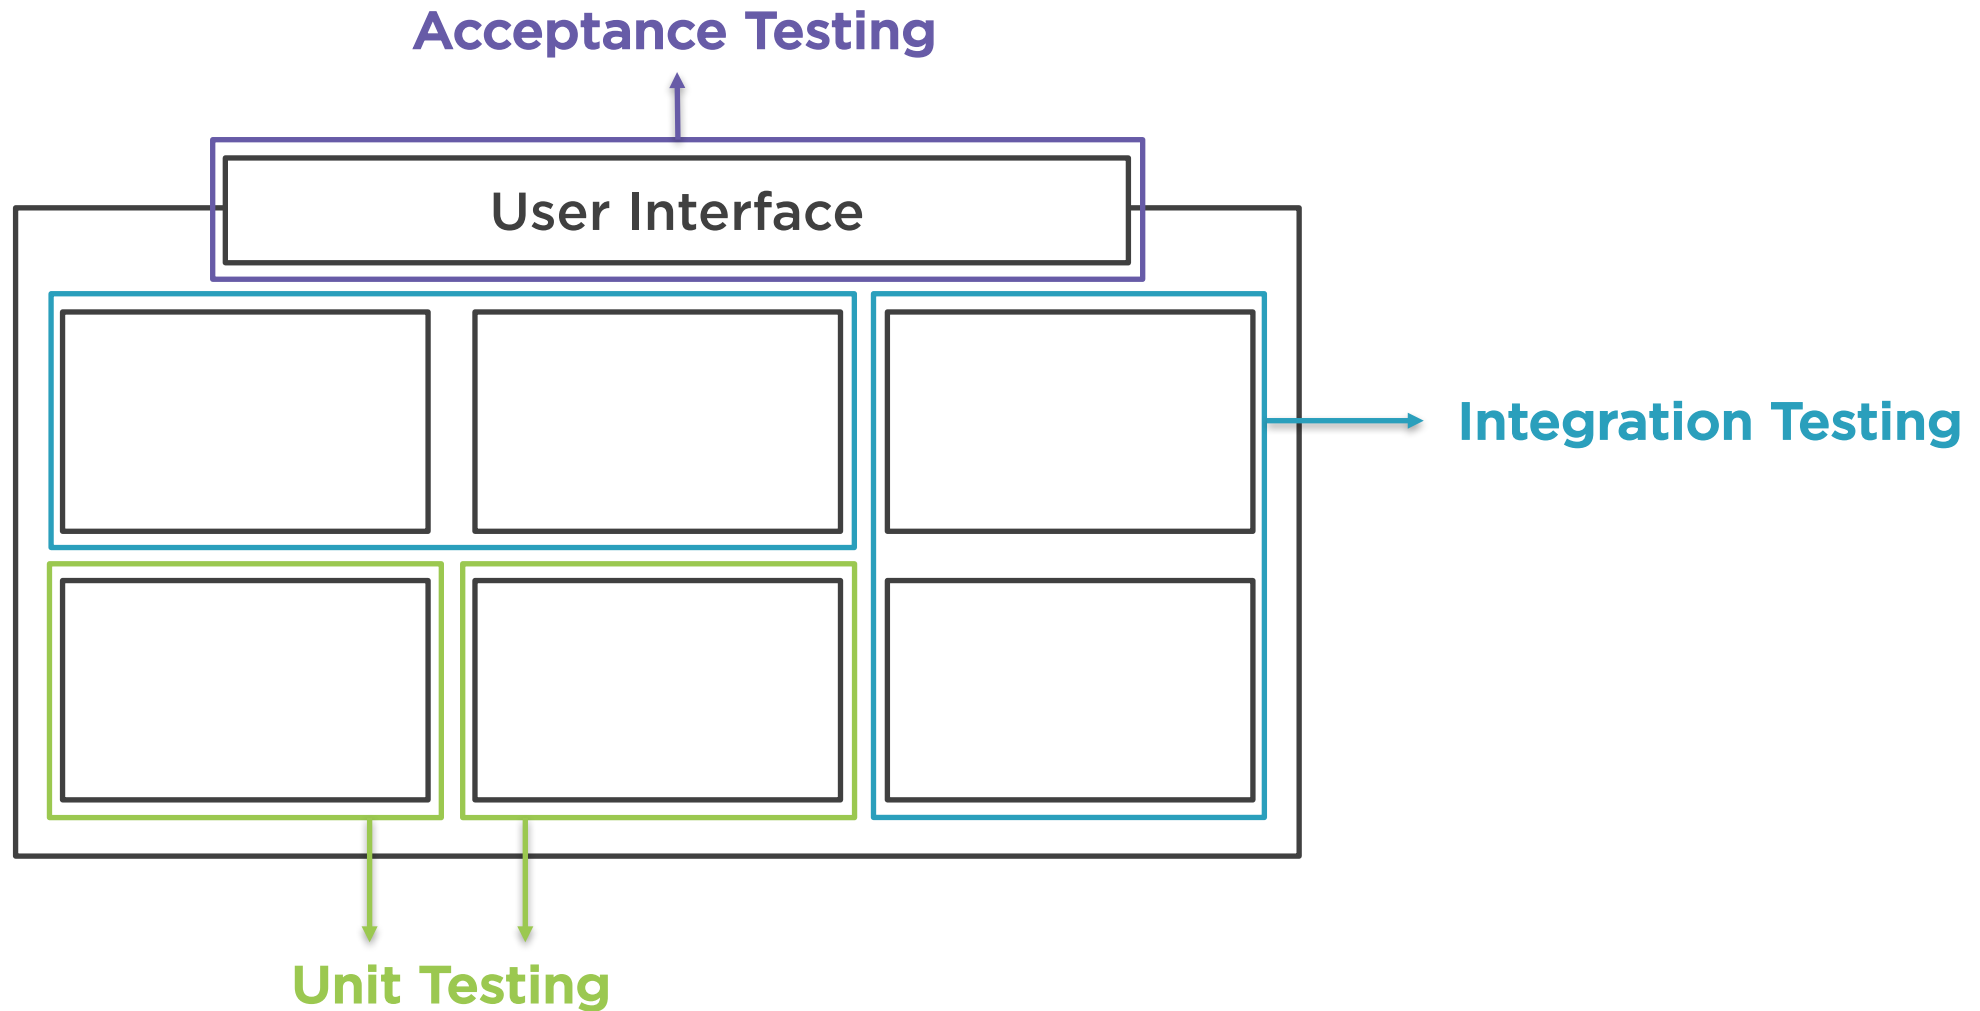 Acceptance Testing
User Interface
Integration Testing
Unit Testing